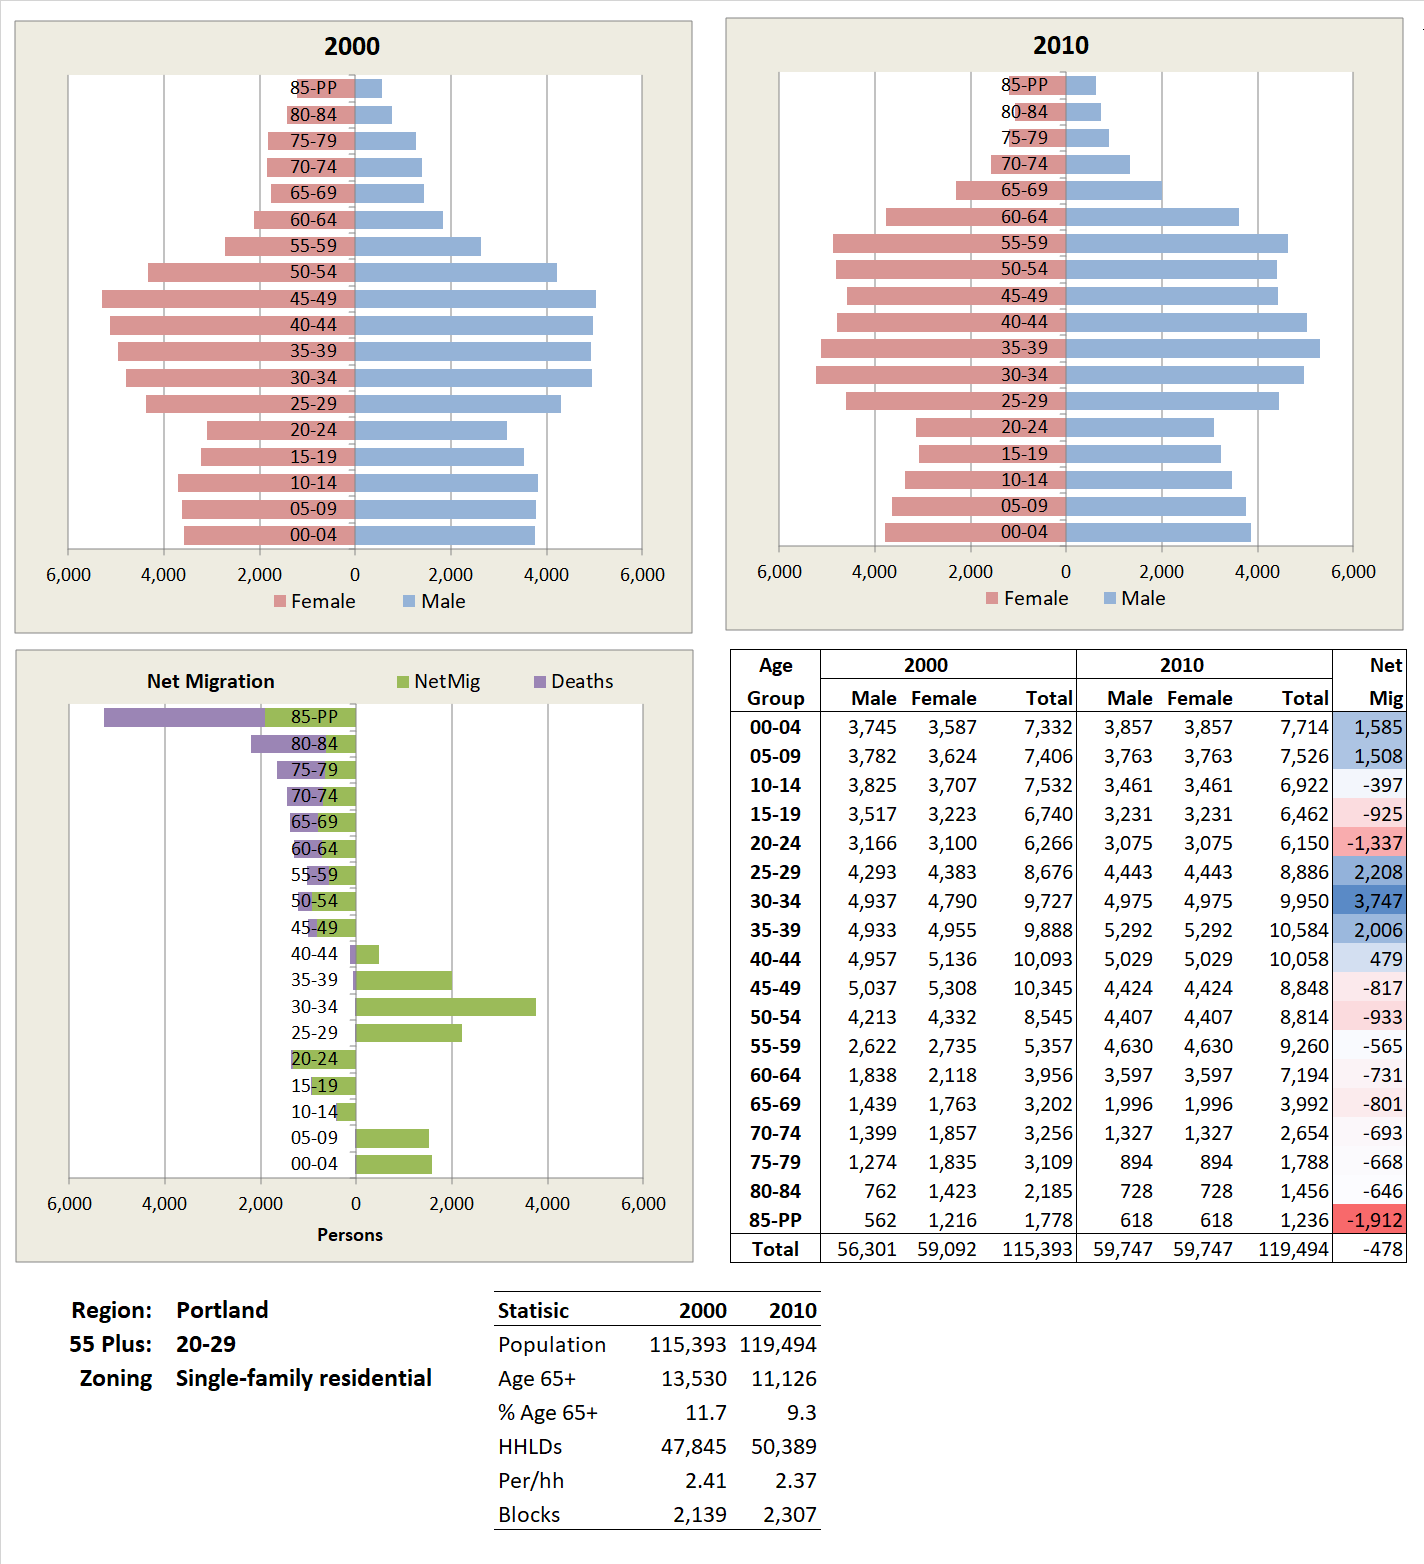 2000
85-PP
80-84
75-79
70-74
65-69
60-64
55-59
50-54
45-49
40-44
35-39
30-34
25-29
20-24
15-19
10-14
05-09
00-04
6,000 4,000 2,000 0 2,000 4,000 6,000
Female Male
2010
85-PP
80-84
75-79
70-74
65-69
60-64
55-59
50-54
45-49
40-44
35-39
30-34
25-29
20-24
15-19
10-14
05-09
00-04
6,000 4,000 2,000 0 2,000 4,000 6,000
Female Male
Net Migration NetMig Deaths
85-PP
80-84
75-79
70-74
65-69
60-64
55-59
50-54
45-49
40-44
35-39
30-34
25-29
20-24
15-19
10-14
05-09
00-04
6,000 4,000 2,000 0 2,000 4,000 6,000
Persons
Age 2000 2010 Net
Group Male Female Total Male Female Total Mig
00-04 3,745 3,587 7,332 3,857 3,857 7,714 1,585
05-09 3,782 3,624 7,406 3,763 3,763 7,526 1,508
10-14 3,825 3,707 7,532 3,461 3,461 6,922 -397
15-19 3,517 3,223 6,740 3,231 3,231 6,462 -925
20-24 3,166 3,100 6,266 3,075 3,075 6,150 -1,337
25-29 4,293 4,383 8,676 4,443 4,443 8,886 2,208
30-34 4,937 4,790 9,727 4,975 4,975 9,950 3,747
35-39 4,933 4,955 9,888 5,292 5,292 10,584 2,006
40-44 4,957 5,136 10,093 5,029 5,029 10,058 479
45-49 5,037 5,308 10,345 4,424 4,424 8,848 -817
50-54 4,213 4,332 8,545 4,407 4,407 8,814 -933
55-59 2,622 2,735 5,357 4,630 4,630 9,260 -565
60-64 1,838 2,118 3,956 3,597 3,597 7,194 -731
65-69 1,439 1,763 3,202 1,996 1,996 3,992 -801
70-74 1,399 1,857 3,256 1,327 1,327 2,654 -693
75-79 1,274 1,835 3,109 894 894 1,788 -668
80-84 762 1,423 2,185 728 728 1,456 -646
85-PP 562 1,216 1,778 618 618 1,236 -1,912
Total 56,301 59,092 115,393 59,747 59,747 119,494 -478
Region: Portland
55 Plus: 20-29
Zoning Single-family residential
Statisic 2000 2010
Population 115,393 119,494
Age 65+ 13,530 11,126
% Age 65+ 11.7 9.3
HHLDs 47,845 50,389
Per/hh 2.41 2.37
Blocks 2,139 2,307